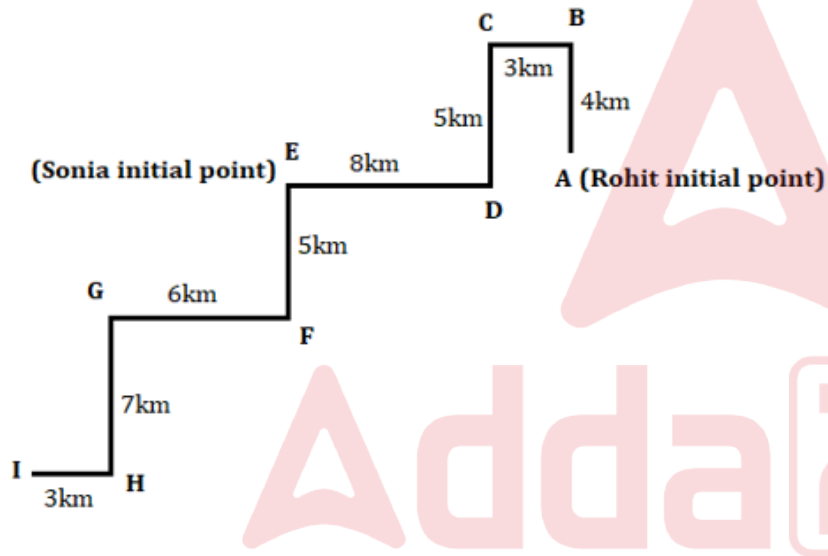 C B
3km
4km
5km
E
(Sonia initial point)
8km
A (Rohit initial point)
D
5km
G
6km
F
7km
I
H
3km
Adda